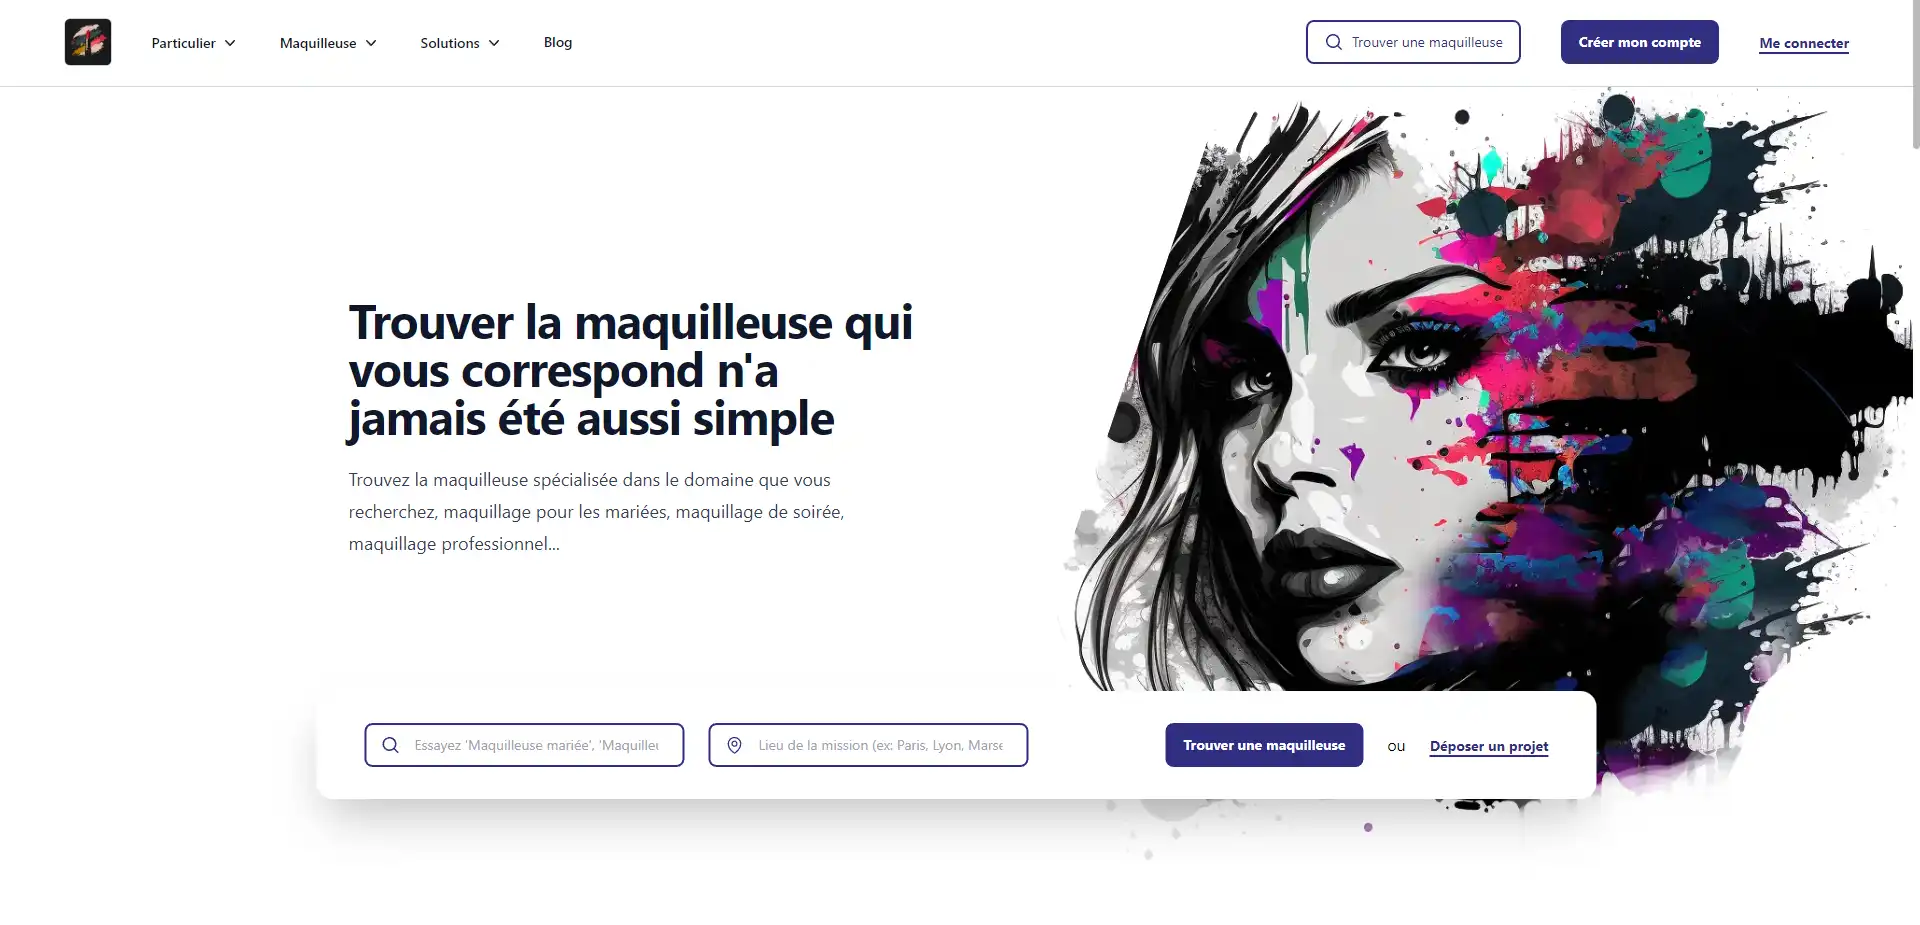 Particulier
Maquilleuse
Solutions
Blog
Trouver une maquilleuse
Créer mon compte
Me connecter
Trouver la maquilleuse qui
vous correspond n'a
jamais été aussi simple
Trouvez la maquilleuse spécialisée dans le domaine que vous
recherchez, maquillage pour les mariées, maquillage de soirée,
maquillage professionnel...
Essayez 'Maquilleuse mariée', 'Maquilleu
Lieu de la mission (ex: Paris, Lyon, Marse
Trouver une maquilleuse
ou
Déposer un projet